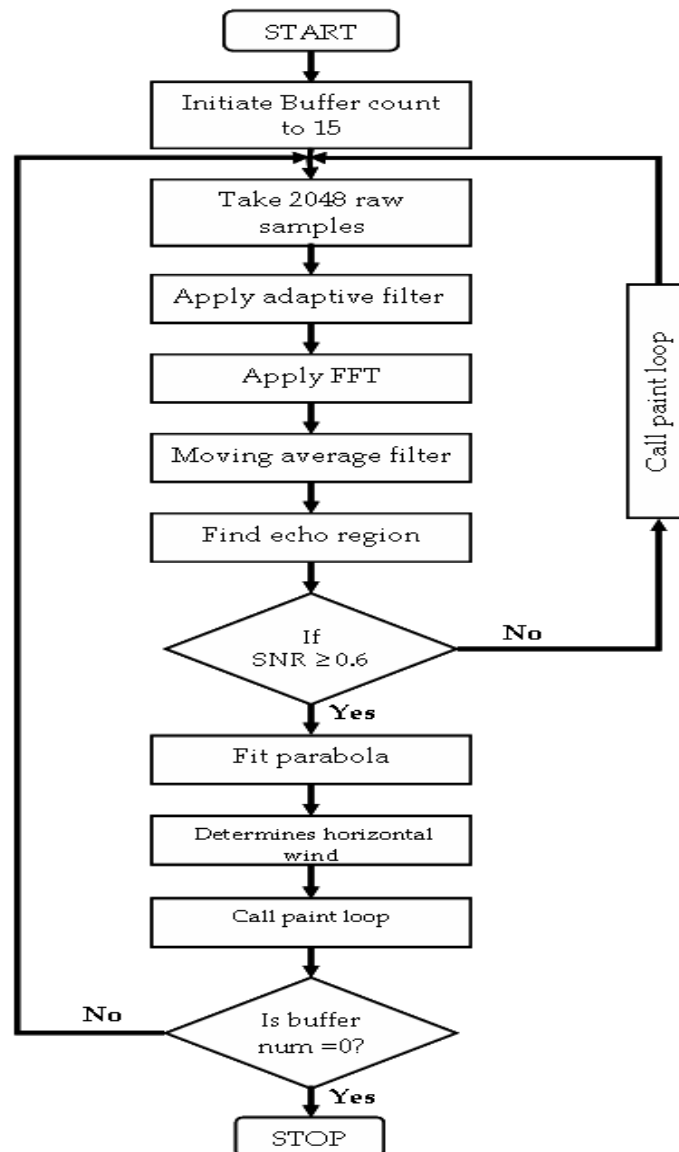 START
Initiate Buffer count
to 15
Take 2048 raw
samples
Apply adaptive filter
Apply FFT
Moving average filter
Find echo region
If
SNR ≥ 0.6
No
Call paint loop
Yes
Fit parabola
Determines horizontal
wind
Call paint loop
Is buffer
num =0?
No
Yes
STOP